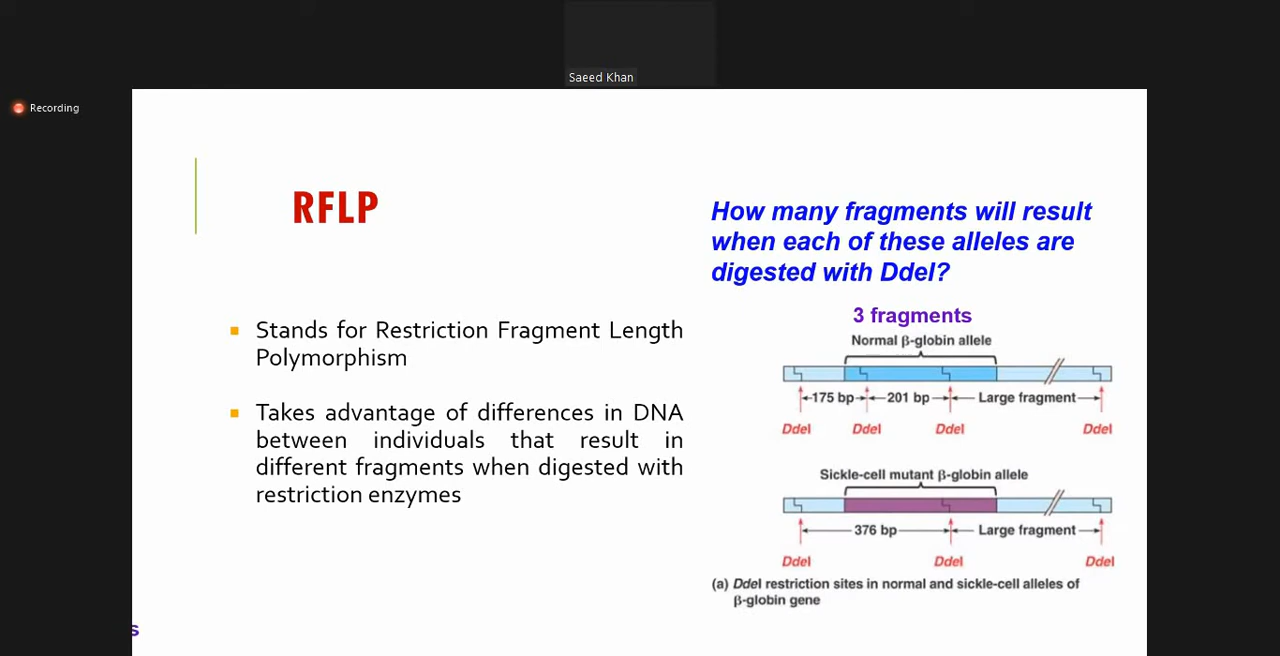 Saeed Khan
Recording
RFLP
Stands for Restriction Fragment Length
Polymorphism
Takes advantage of differences in DNA
between individuals that result in
different fragments when digested with
restriction enzymes
How many fragments will result
when each of these alleles are
digested with DdeI?
3 fragments
Normal β-globin allele
175 bp 201 bp Large fragment
DdeI DdeI DdeI DdeI
Sickle-cell mutant β-globin allele
376 bp Large fragment
DdeI DdeI DdeI
(a) DdeI restriction sites in normal and sickle-cell alleles of
β-globin gene
s